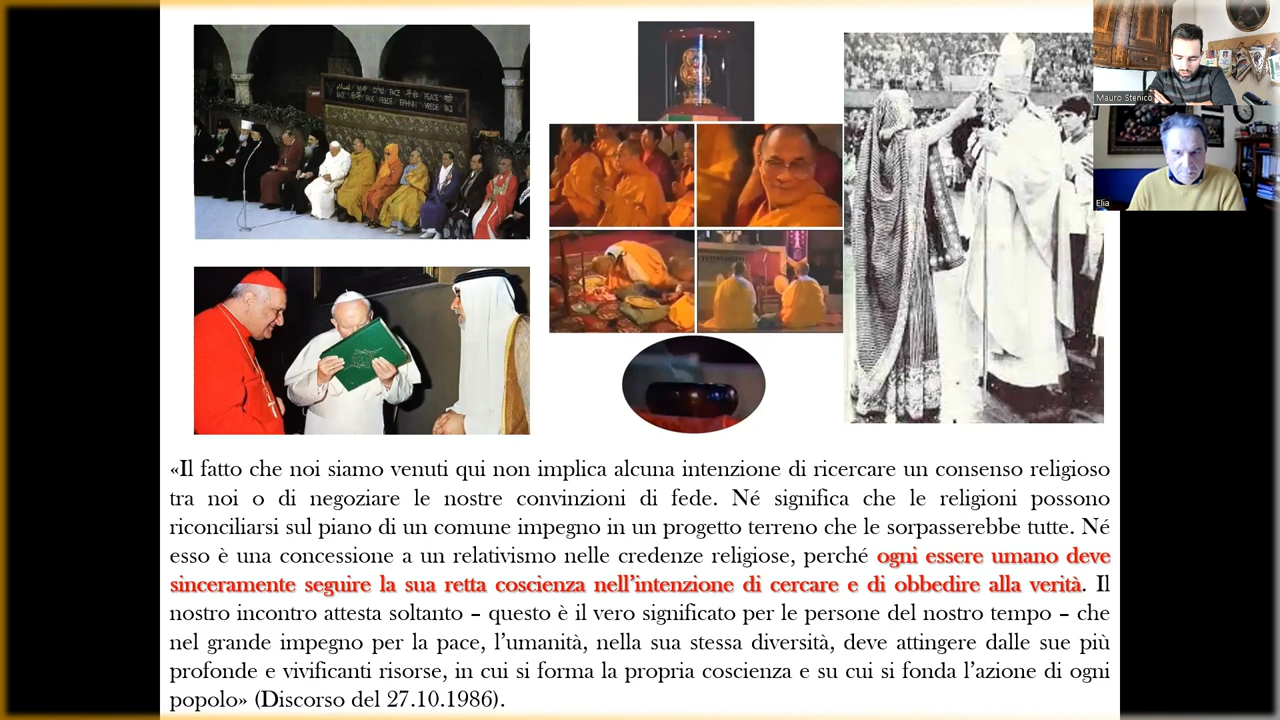 Mauro Stenico
Elia
PACE
PEACE
«Il fatto che noi siamo venuti qui non implica alcuna intenzione di ricercare un consenso religioso
tra noi o di negoziare le nostre convinzioni di fede. Né significa che le religioni possono
riconciliarsi sul piano di un comune impegno in un progetto terreno che le sorpasserebbe tutte. Né
esso è una concessione a un relativismo nelle credenze religiose, perché ogni essere umano deve
sinceramente seguire la sua retta coscienza nell'intenzione di cercare e di obbedire alla verità. Il
nostro incontro attesta soltanto – questo è il vero significato per le persone del nostro tempo – che
nel grande impegno per la pace, l'umanità, nella sua stessa diversità, deve attingere dalle sue più
profonde e vivificanti risorse, in cui si forma la propria coscienza e su cui si fonda l'azione di ogni
popolo» (Discorso del 27.10.1986).